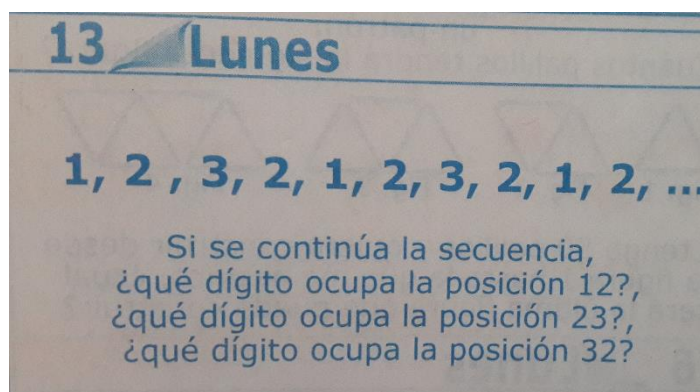 13 Lunes
1, 2 , 3, 2, 1, 2, 3, 2, 1, 2, ...
Si se continúa la secuencia,
¿qué dígito ocupa la posición 12?,
¿qué dígito ocupa la posición 23?,
¿qué dígito ocupa la posición 32?